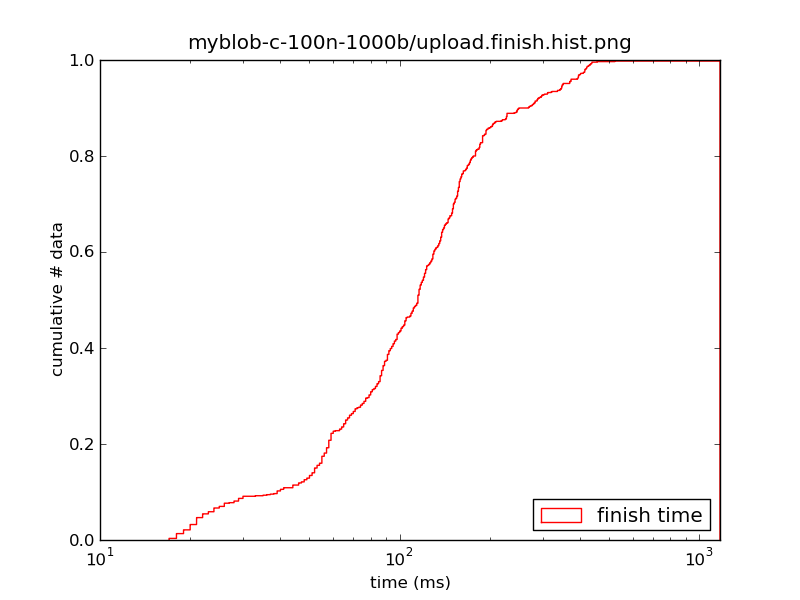 myblob-c-100n-1000b/upload.finish.hist.png
1.0
0.8
0.6
0.4
0.2
0.0
cumulative # data
finish time
10¹
10²
10³
time (ms)